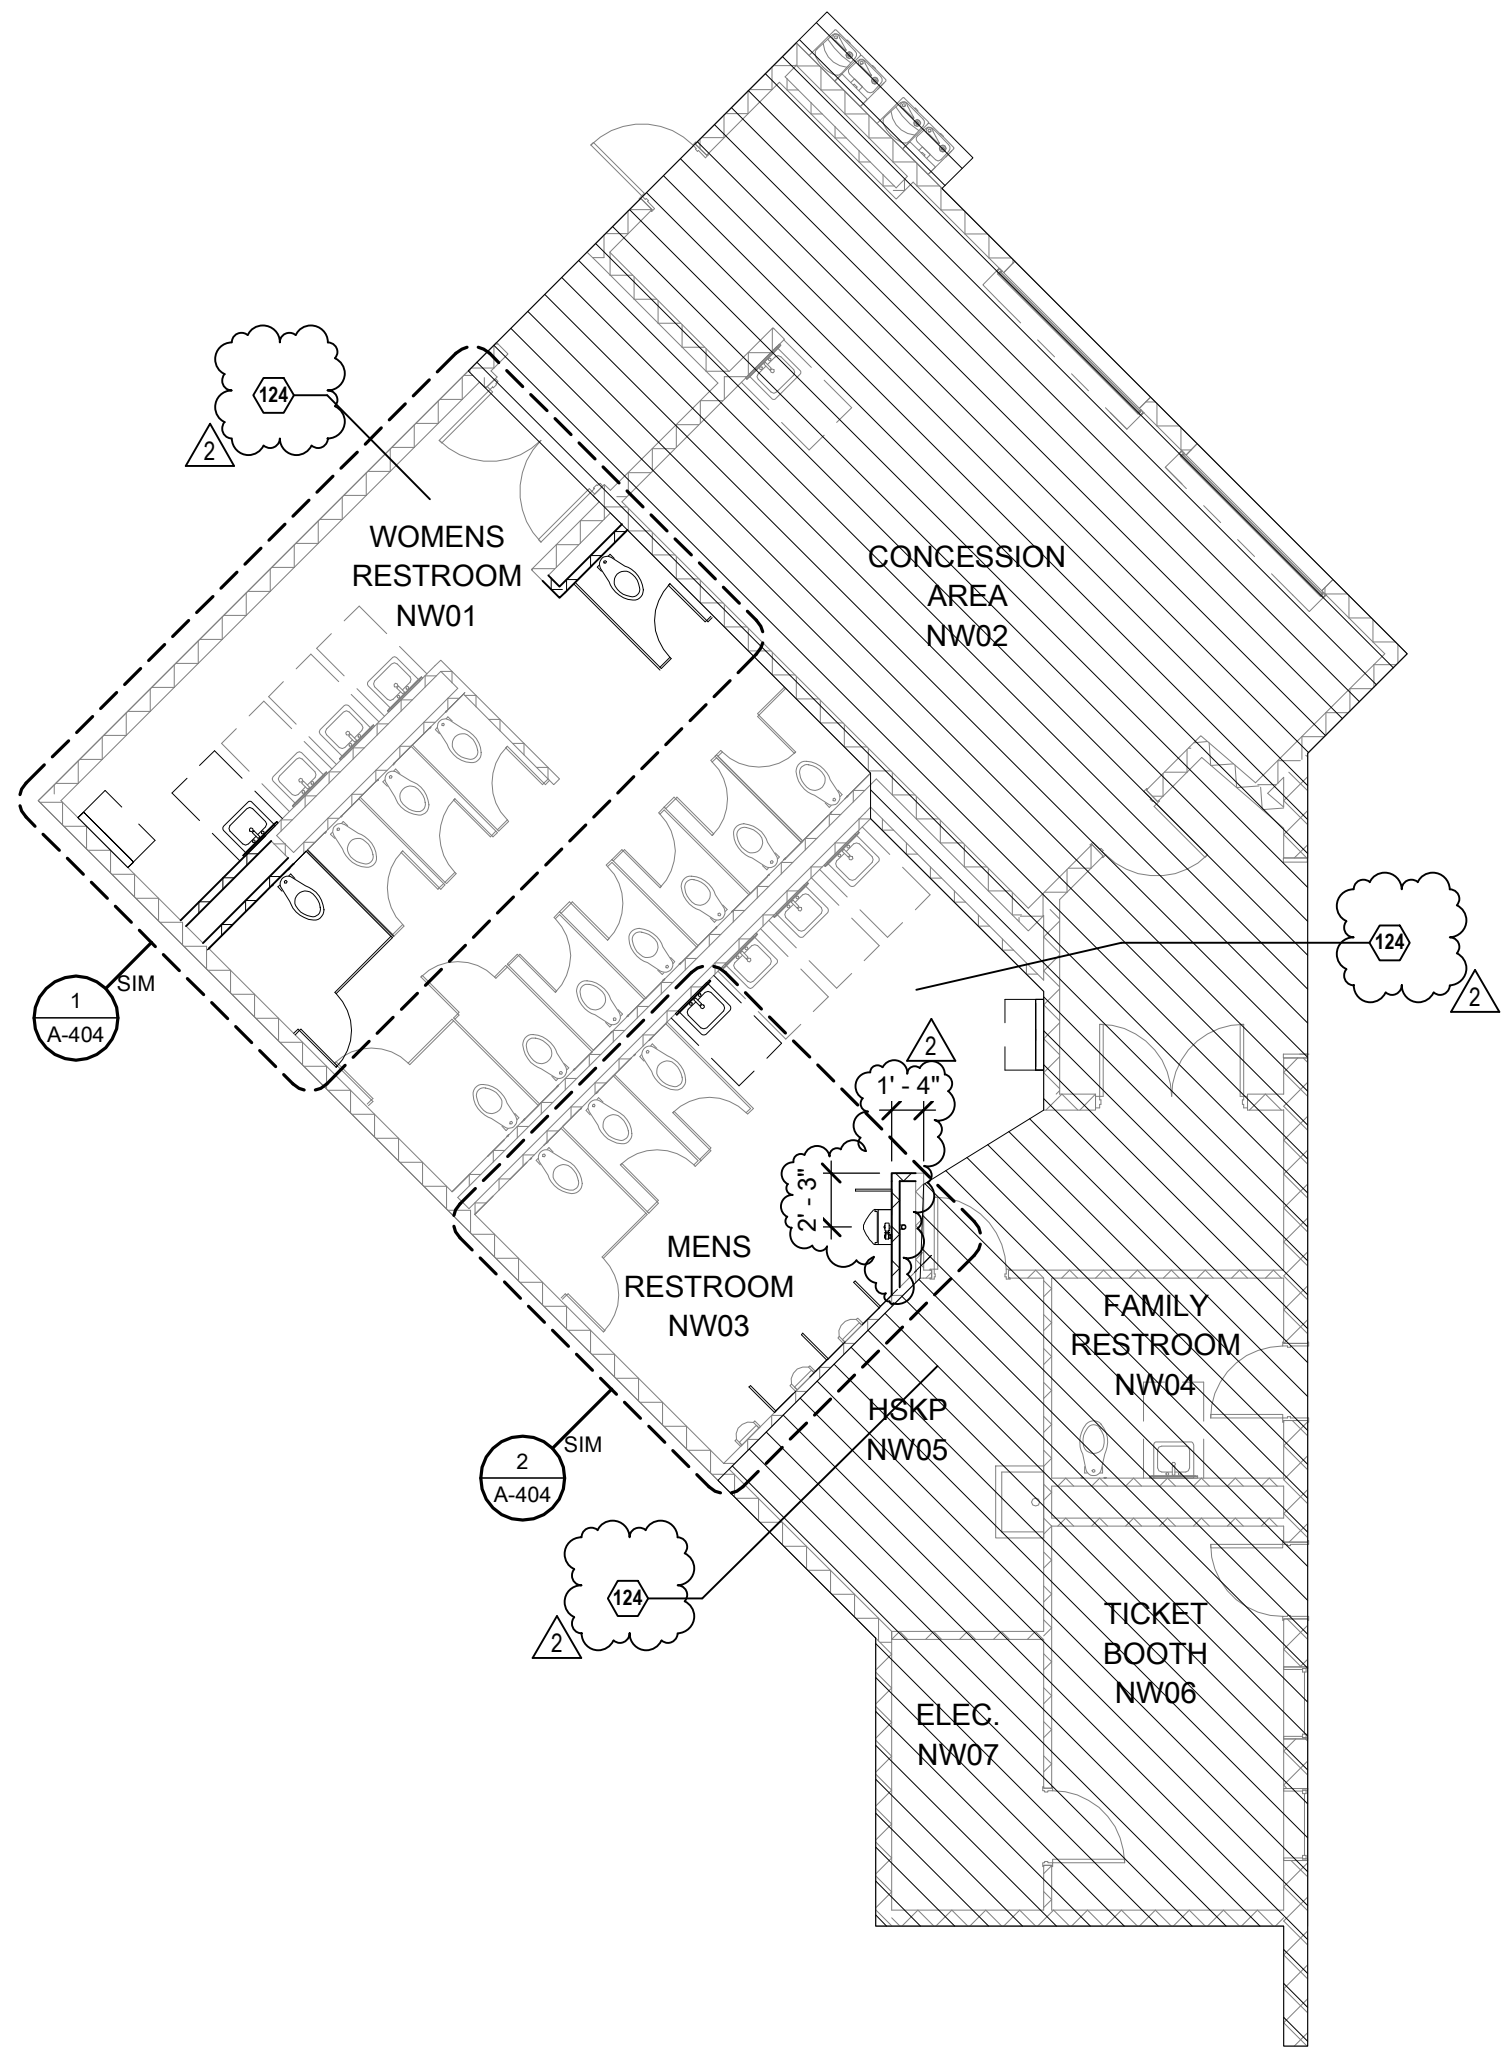 124
2
WOMENS
RESTROOM
NW01
CONCESSION
AREA
NW02
124
2
SIM
1
A-404
2
1' - 4"
2' - 3"
MENS
RESTROOM
NW03
FAMILY
RESTROOM
NW04
HSKP
NW05
SIM
2
A-404
124
2
TICKET
BOOTH
NW06
ELEC.
NW07